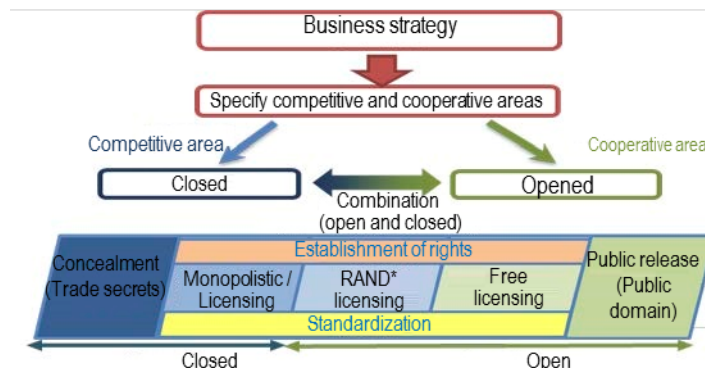 Business strategy
Specify competitive and cooperative areas
Competitive area
Cooperative area
Closed
Opened
Combination
(open and closed)
Establishment of rights
Concealment
(Trade secrets)
Monopolistic /
Licensing
RAND*
licensing
Free
licensing
Public release
(Public
domain)
Standardization
Closed
Open